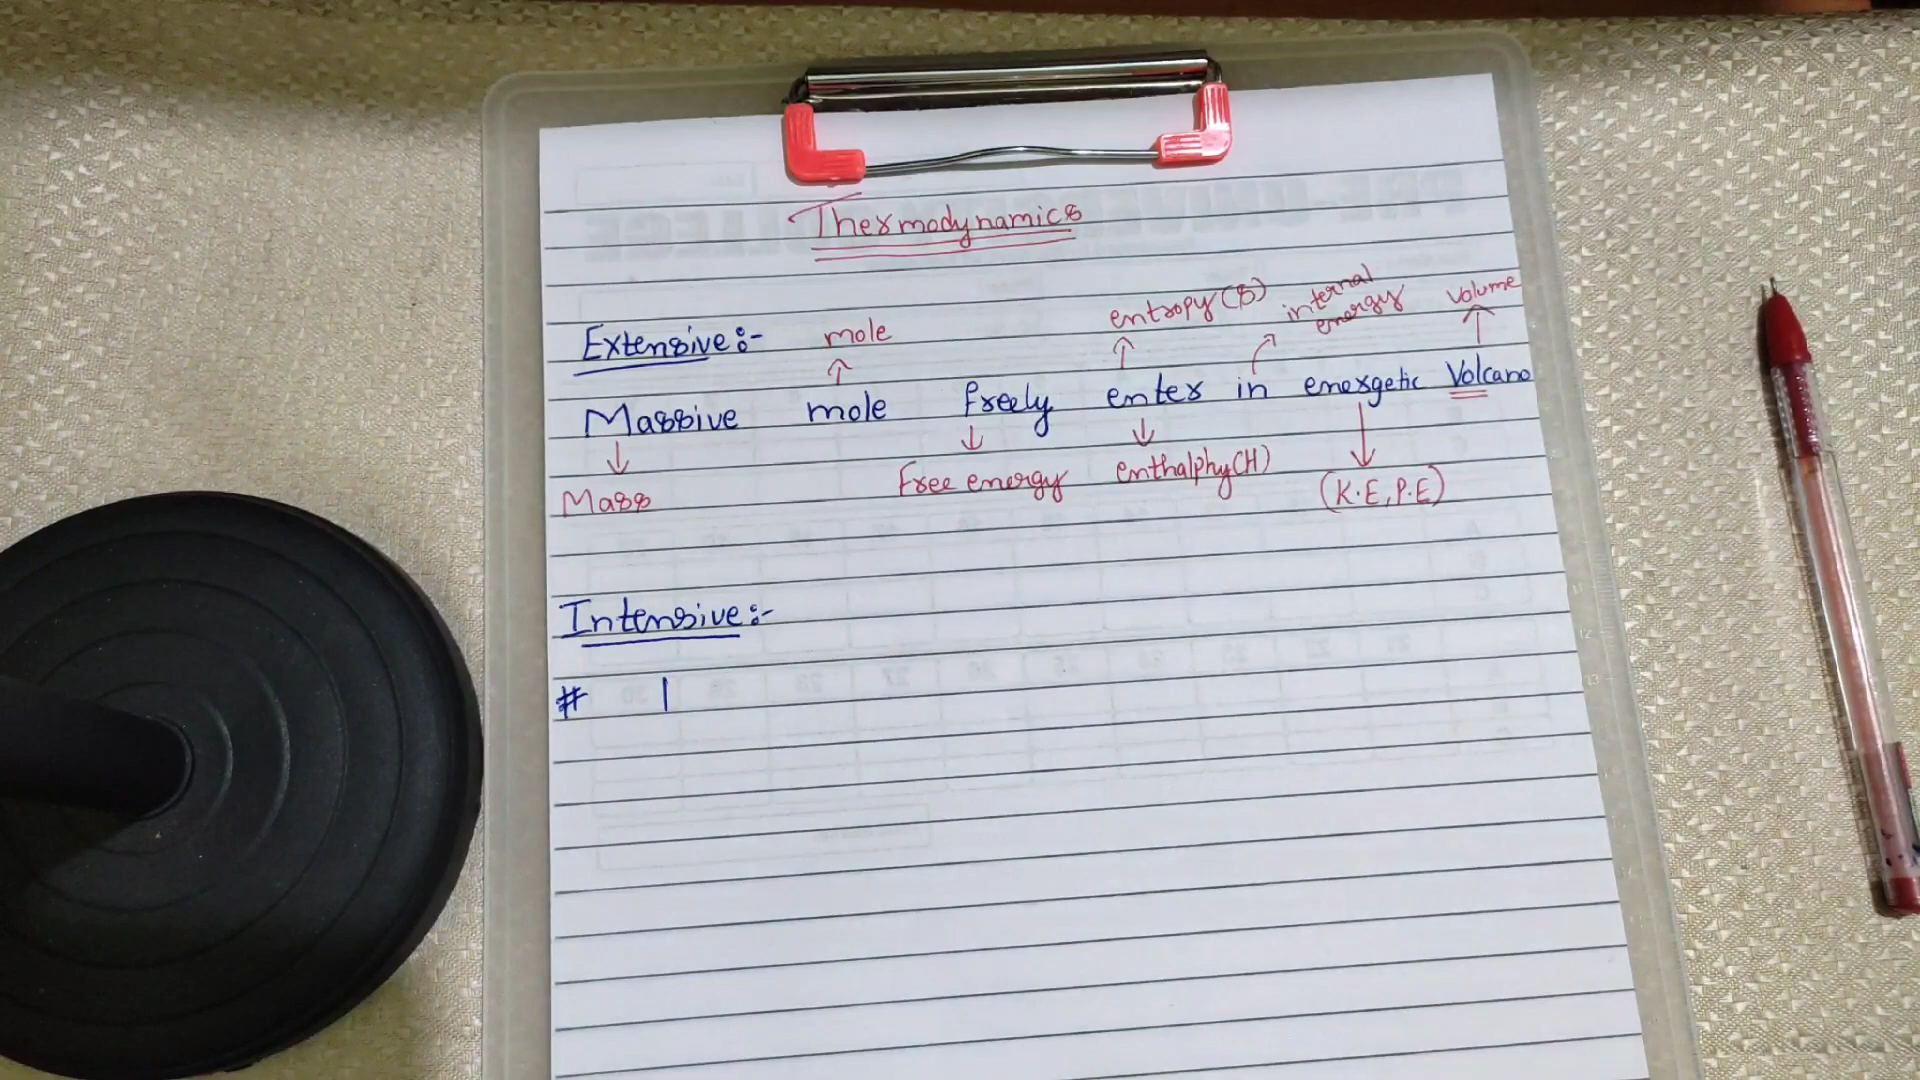 Thermodynamics
entropy (S) internal energy Volume
Extensive :- mole
Massive mole freely enter in energetic Volcano
Mass Free energy enthalphy(H) (K.E, P.E)
Intensive :-
#